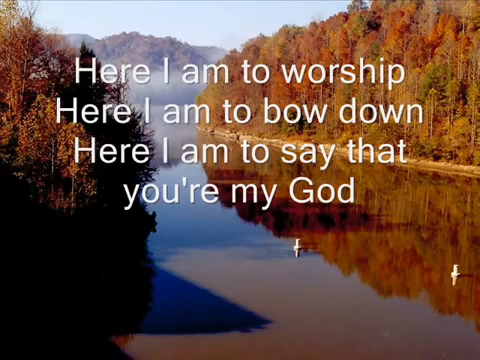 Here I am to worship
Here I am to bow down
Here I am to say that
you're my God